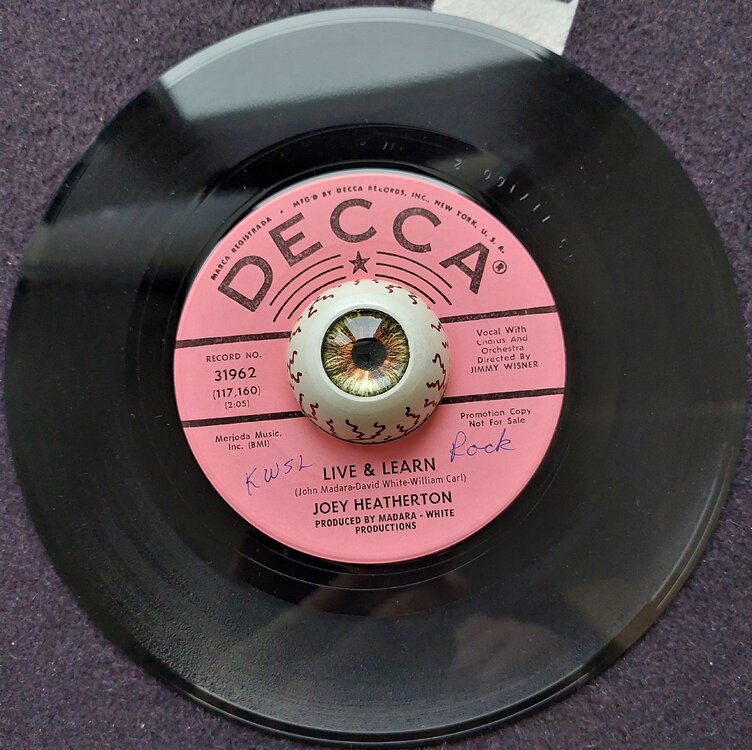 MARCA REGISTRADA • MFG'D BY DECCA RECORDS, INC., NEW YORK, U. S. A.
DECCA®
RECORD NO.
31962
(117,160)
(2:05)
Vocal With
Chorus And
Orchestra
Directed By
JIMMY WISNER
Merjoda Music,
Inc. (BMI)
Promotion Copy
Not For Sale
KWSL
Rock
LIVE & LEARN
(John Madara-David White-William Carl)
JOEY HEATHERTON
PRODUCED BY MADARA - WHITE
PRODUCTIONS